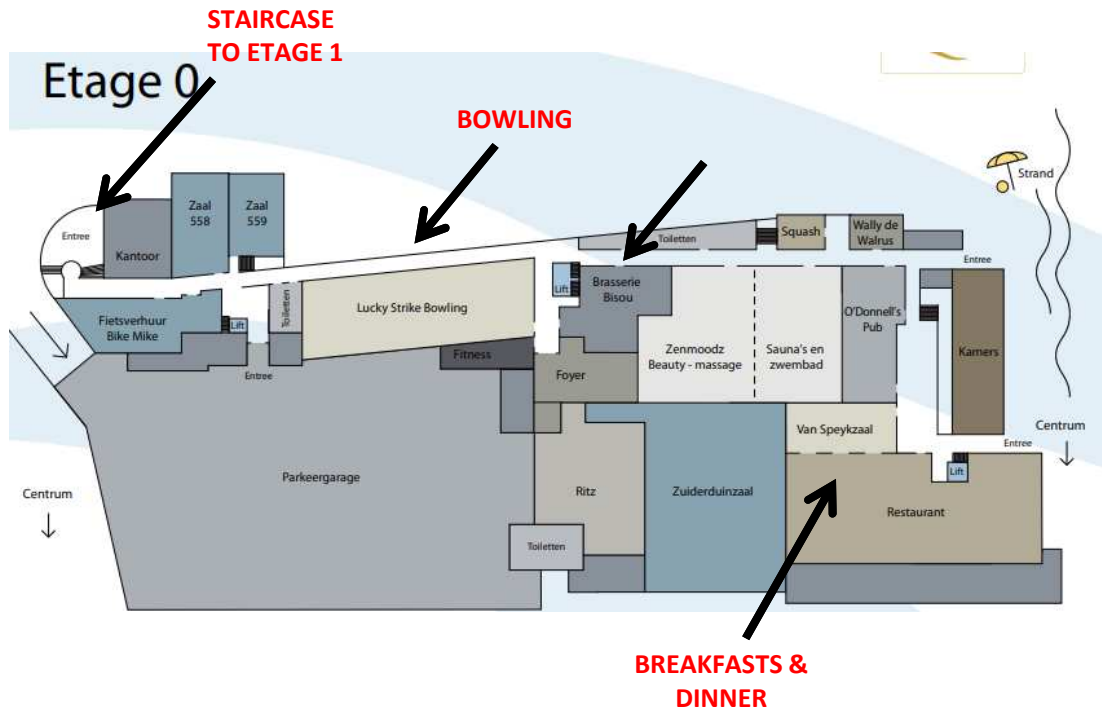 STAIRCASE
TO ETAGE 1
Etage 0
BOWLING
Strand
Zaal
558
Zaal
559
Entree
Kantoor
Toiletten
Squash
Wally de
Walrus
Entree
Lift
Brasserie
Bisou
Toiletten
Lucky Strike Bowling
O'Donnell's
Pub
Fietsverhuur
Bike Mike
Lift
Zenmoodz
Beauty - massage
Sauna's en
zwembad
Kamers
Fitness
Foyer
Entree
Van Speykzaal
Centrum
Entree
Parkeergarage
Ritz
Zuiderduinzaal
Lift
Centrum
Restaurant
Toiletten
BREAKFASTS &
DINNER